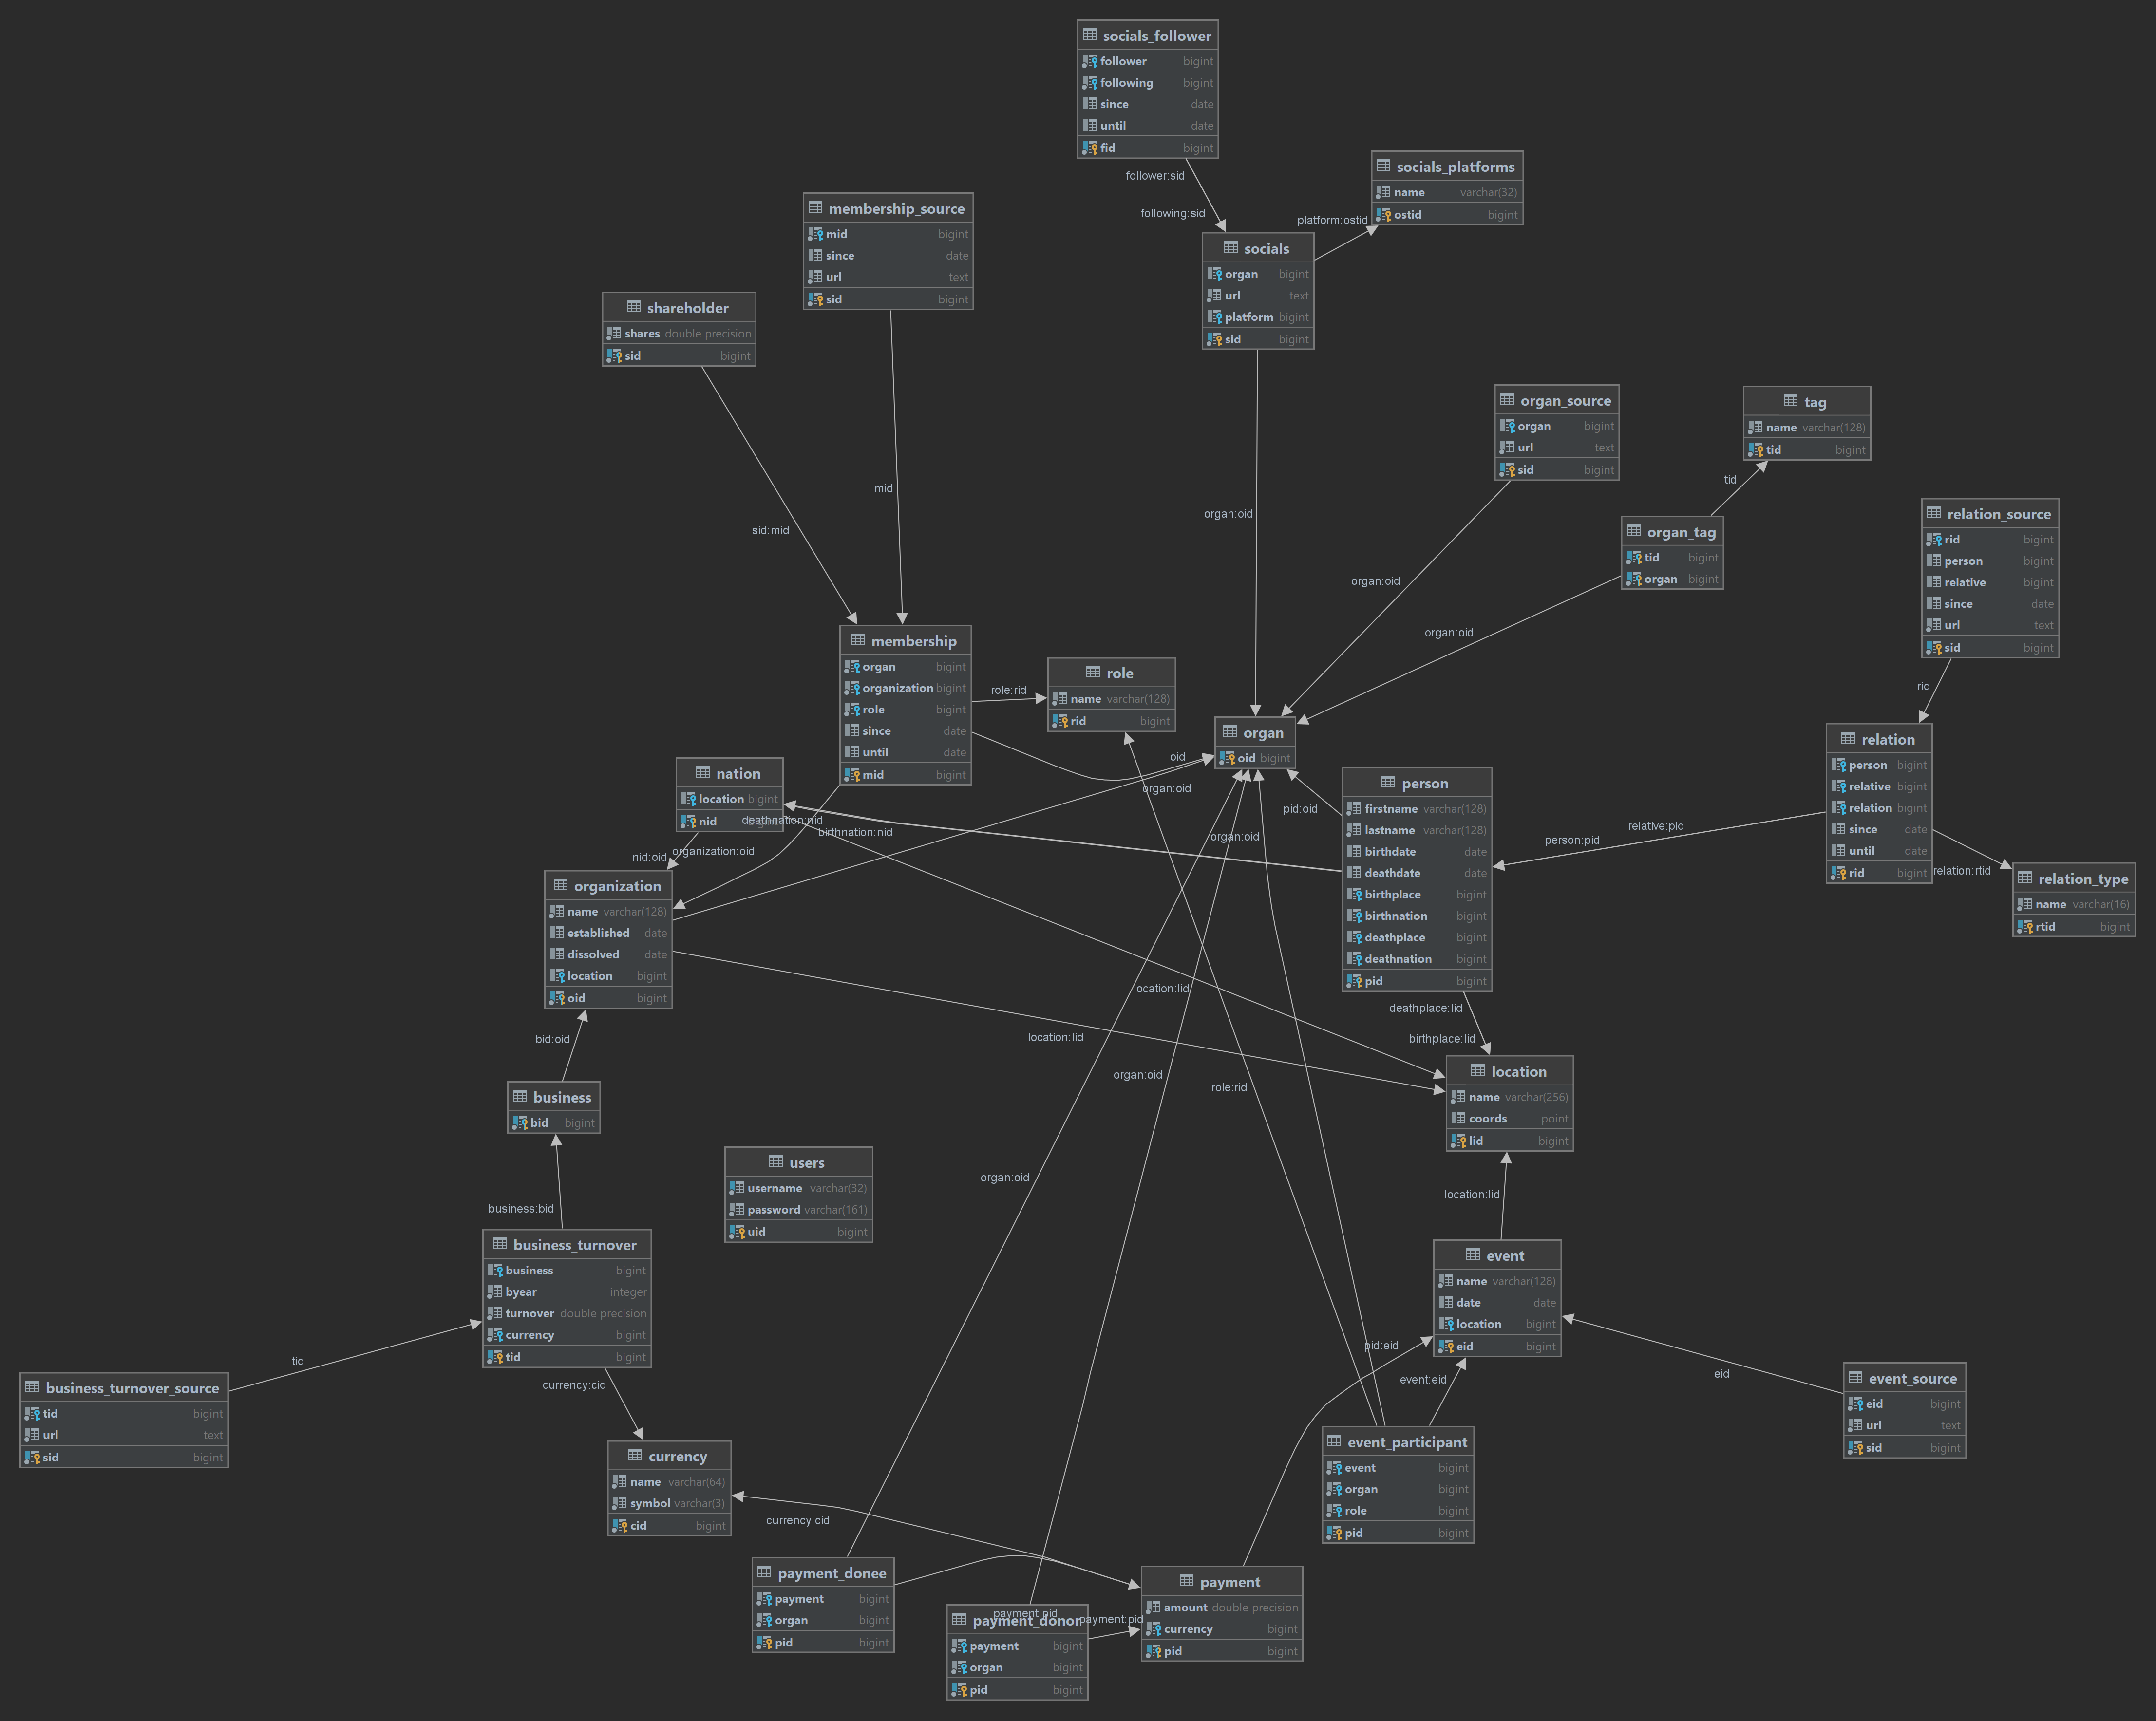 socials_follower
follower bigint
following bigint
since date
until date
fid bigint
follower:sid
following:sid
socials_platforms
name varchar(32)
ostid bigint
platform:ostid
membership_source
mid bigint
since date
url text
sid bigint
socials
organ bigint
url text
platform bigint
sid bigint
shareholder
shares double precision
sid bigint
organ_source
organ bigint
url text
sid bigint
tag
name varchar(128)
tid bigint
tid
mid
sid:mid
organ:oid
organ:oid
organ:oid
organ_tag
tid bigint
organ bigint
relation_source
rid bigint
person bigint
relative bigint
since date
url text
sid bigint
rid
membership
organ bigint
organization bigint
role bigint
since date
until date
mid bigint
role:rid
role
name varchar(128)
rid bigint
organ
oid bigint
oid
organ:oid
pid:oid
organ:oid
nation
location bigint
nid
deathnation:nid
birthnation:nid
nid:oid
organization:oid
person
firstname varchar(128)
lastname varchar(128)
birthdate date
deathdate date
birthplace bigint
birthnation bigint
deathplace bigint
deathnation bigint
pid bigint
relation
person bigint
relative bigint
relation bigint
since date
until date
rid bigint
relative:pid
person:pid
relation:rtid
relation_type
name varchar(16)
rtid bigint
organization
name varchar(128)
established date
dissolved date
location bigint
oid bigint
location:lid
location:lid
deathplace:lid
birthplace:lid
bid:oid
organ:oid
role:rid
location
name varchar(256)
coords point
lid bigint
business
bid bigint
users
username varchar(32)
password varchar(161)
uid bigint
organ:oid
location:lid
business:bid
business_turnover
business bigint
byear integer
turnover double precision
currency bigint
tid bigint
event
name varchar(128)
date date
location bigint
eid bigint
pid:eid
event:eid
eid
tid
currency:cid
business_turnover_source
tid bigint
url text
sid bigint
event_source
eid bigint
url text
sid bigint
currency
name varchar(64)
symbol varchar(3)
cid bigint
currency:cid
event_participant
event bigint
organ bigint
role bigint
pid bigint
payment_donee
payment bigint
organ bigint
pid bigint
payment:pid
payment_donor
payment bigint
organ bigint
pid bigint
payment:pid
payment
amount double precision
currency bigint
pid bigint